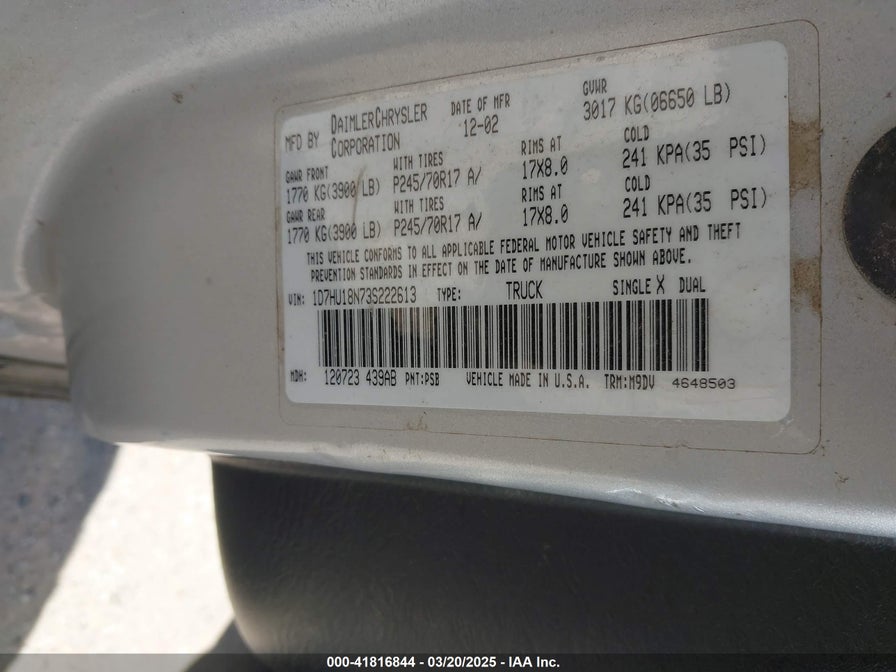 MFD BY DAIMLERCHRYSLER CORPORATION DATE OF MFR 12-02 GVWR 3017 KG(06650 LB)
GAWR FRONT WITH TIRES RIMS AT COLD
1770 KG(3900 LB) P245/70R17 A/ 17X8.0 241 KPA(35 PSI)
GAWR REAR WITH TIRES RIMS AT COLD
1770 KG(3900 LB) P245/70R17 A/ 17X8.0 241 KPA(35 PSI)
THIS VEHICLE CONFORMS TO ALL APPLICABLE FEDERAL MOTOR VEHICLE SAFETY AND THEFT
PREVENTION STANDARDS IN EFFECT ON THE DATE OF MANUFACTURE SHOWN ABOVE.
VIN: 1D7HU18N73S222613 TYPE: TRUCK SINGLE X DUAL
MDH: 120723 439AB PNT:PSB VEHICLE MADE IN U.S.A. TRM:M9DV 4648503
000-41816844 — 03/20/2025 — IAA Inc.